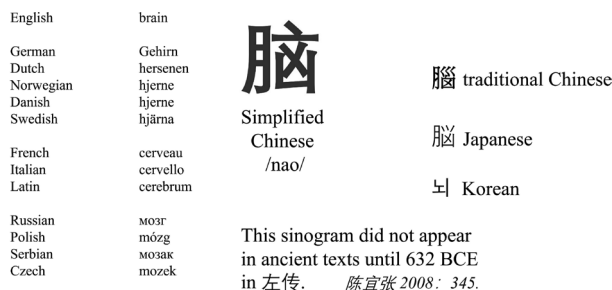 English brain
German Gehirn
Dutch hersenen
Norwegian hjerne
Danish hjerne
Swedish hjärna
French cerveau
Italian cervello
Latin cerebrum
Russian мозг
Polish mózg
Serbian мозак
Czech mozek
脑
Simplified
Chinese
/nao/
腦 traditional Chinese
脳 Japanese
뇌 Korean
This sinogram did not appear
in ancient texts until 632 BCE
in 左传. 陈宜张 2008：345.